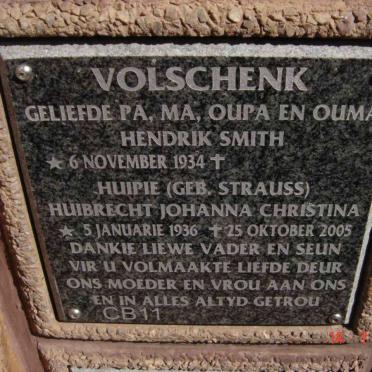 VOLSCHENK
GELIEFDE PA, MA, OUPA EN OUMA
HENDRIK SMITH
★ 6 NOVEMBER 1934 ✝
HUIPIE (GEB. STRAUSS)
HUIBRECHT JOHANNA CHRISTINA
★ 5 JANUARIE 1936 ✝ 25 OKTOBER 2005
DANKIE LIEWE VADER EN SEUN
VIR U VOLMAAKTE LIEFDE DEUR
ONS MOEDER EN VROU AAN ONS
EN IN ALLES ALTYD GETROU
CB11